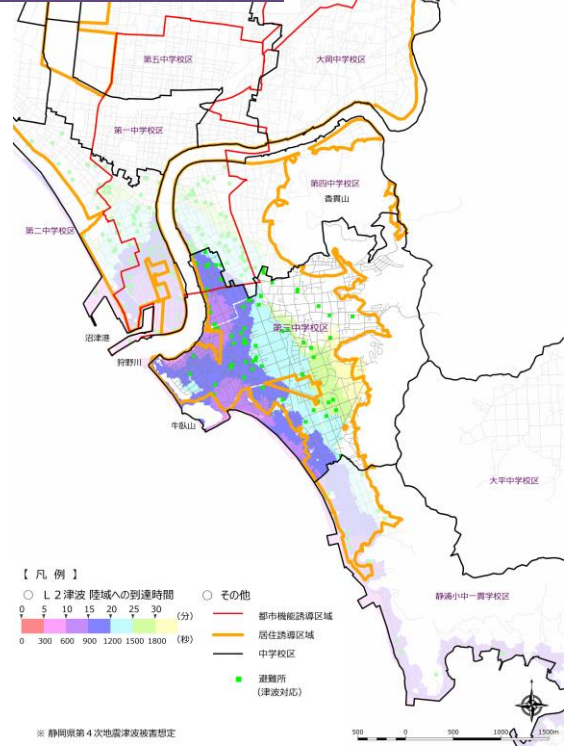 第五中学校区
大岡中学校区
第一中学校区
第四中学校区
香貫山
第二中学校区
沼津港
第三中学校区
狩野川
牛臥山
大平中学校区
静浦小中一貫学校区
【 凡 例 】
○ L2津波 陸域への到達時間
0 5 10 15 20 25 30 (分)
0 300 600 900 1200 1500 1800 (秒)
○ その他
都市機能誘導区域
居住誘導区域
中学校区
避難所
(津波対応)
※ 静岡県第4次地震津波被害想定
500 0 500 1000 1500m